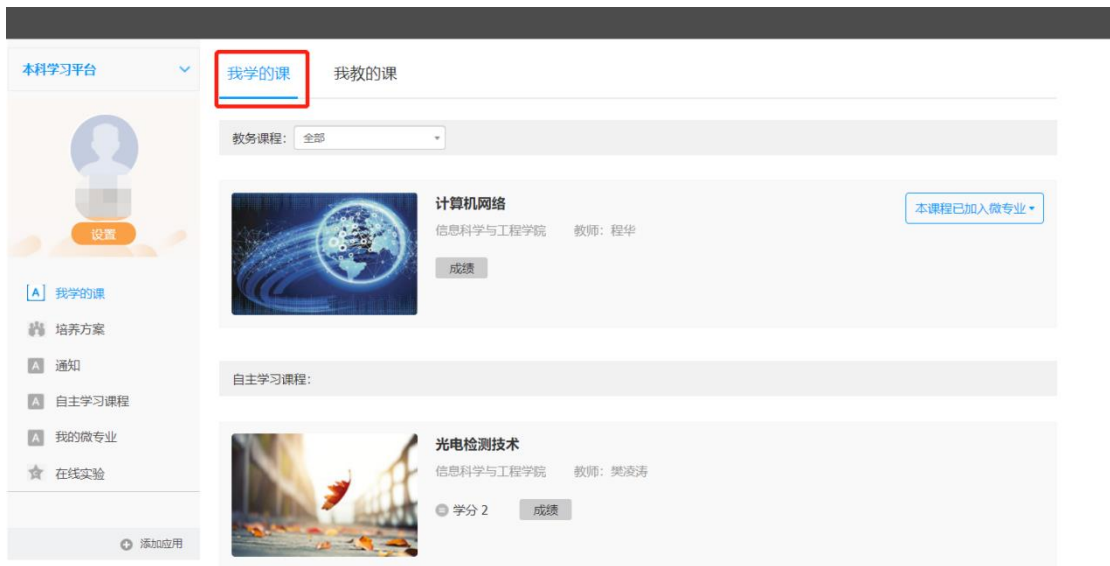 本科学习平台
我学的课 我教的课
教务课程： 全部
设置
计算机网络
信息科学与工程学院 教师：程华
本课程已加入微专业
成绩
我学的课
培养方案
通知
自主学习课程
我的微专业
在线实验
添加应用
自主学习课程：
光电检测技术
信息科学与工程学院 教师：樊凌涛
学分 2 成绩